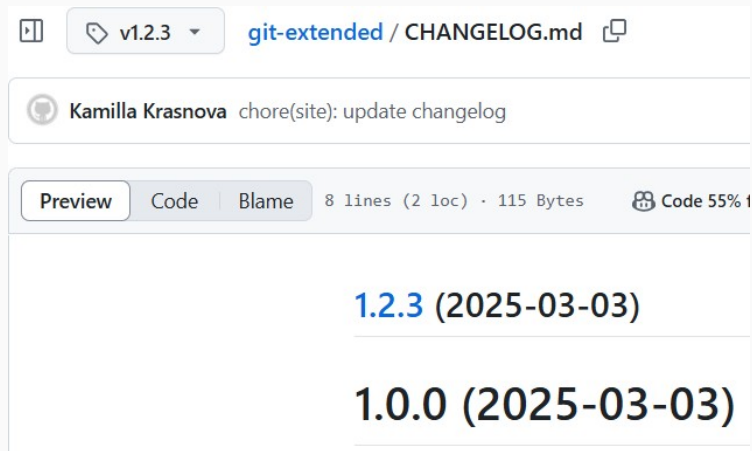 v1.2.3 git-extended / CHANGELOG.md
Kamilla Krasnova chore(site): update changelog
Preview Code Blame 8 lines (2 loc) · 115 Bytes Code 55%
1.2.3 (2025-03-03)
1.0.0 (2025-03-03)